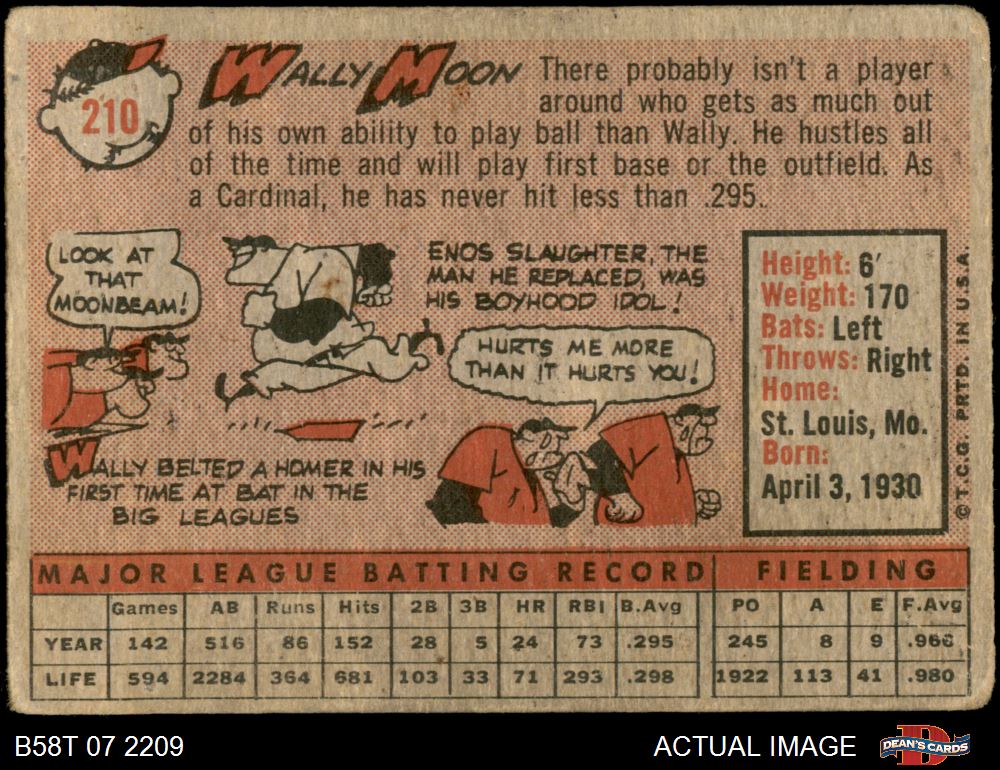 210
WALLY MOON
There probably isn't a player
around who gets as much out
of his own ability to play ball than Wally. He hustles all
of the time and will play first base or the outfield. As
a Cardinal, he has never hit less than .295.
LOOK AT
THAT
MOONBEAM!
WALLY BELTED A HOMER IN HIS
FIRST TIME AT BAT IN THE
BIG LEAGUES
ENOS SLAUGHTER, THE
MAN HE REPLACED, WAS
HIS BOYHOOD IDOL!
HURTS ME MORE
THAN IT HURTS YOU!
Height: 6'
Weight: 170
Bats: Left
Throws: Right
Home:
St. Louis, Mo.
Born:
April 3, 1930
©T.C.G. PRTD. IN U.S.A.
MAJOR LEAGUE BATTING RECORD FIELDING
Games AB Runs Hits 2B 3B HR RBI B.Avg PO A E F.Avg
YEAR 142 516 86 152 28 5 24 73 .295 245 8 9 .966
LIFE 594 2284 364 681 103 33 71 293 .298 1922 113 41 .980
B58T 07 2209
ACTUAL IMAGE
D
DEAN'S CARDS